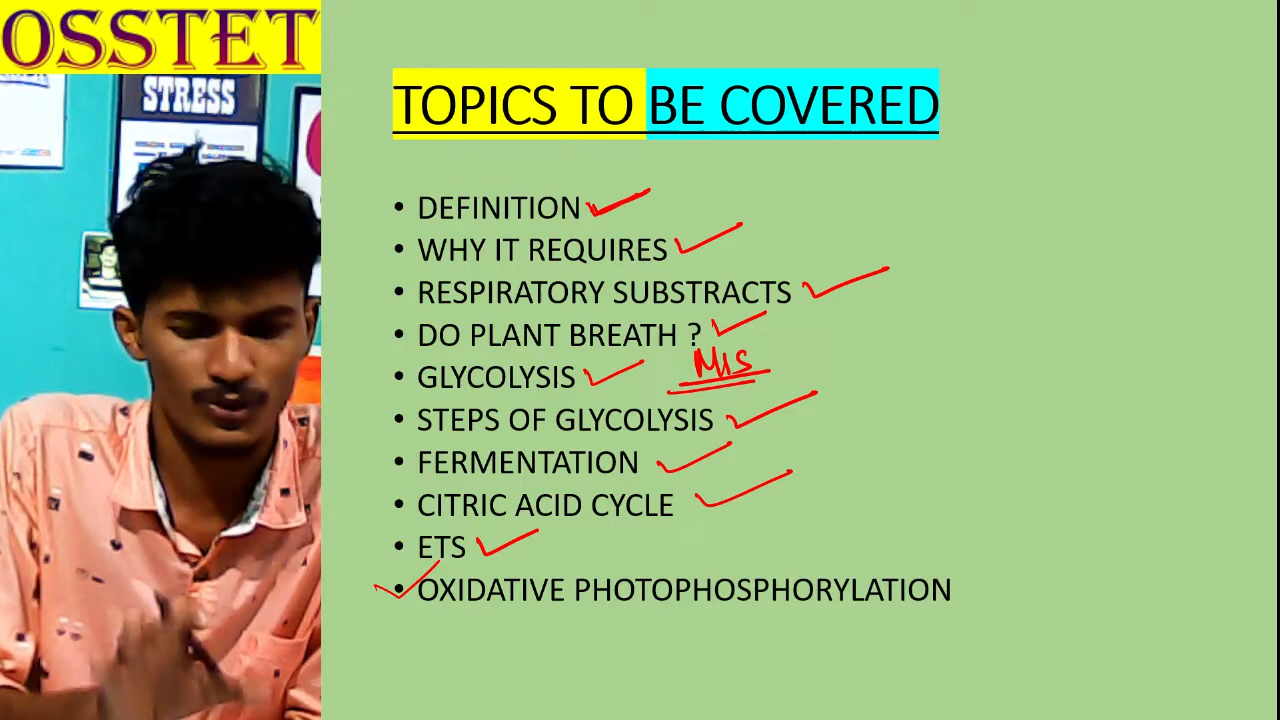 OSSTET
STRESS
TOPICS TO BE COVERED
• DEFINITION
• WHY IT REQUIRES
• RESPIRATORY SUBSTRACTS
• DO PLANT BREATH ?
• GLYCOLYSIS
• STEPS OF GLYCOLYSIS
• FERMENTATION
• CITRIC ACID CYCLE
• ETS
• OXIDATIVE PHOTOPHOSPHORYLATION